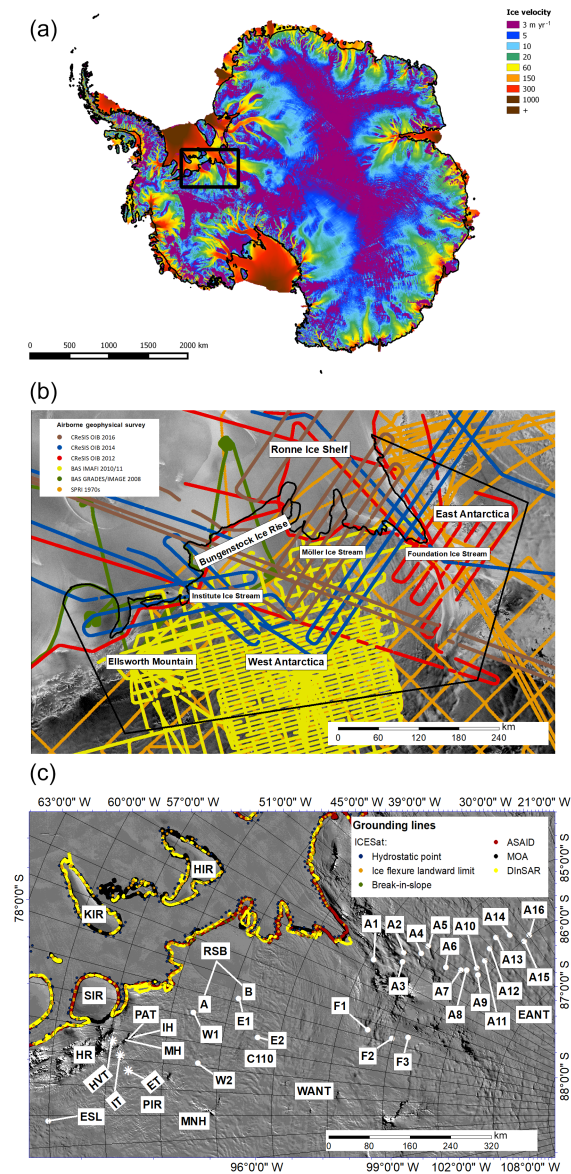 (a)
Ice velocity
3 m yr⁻¹
5
10
20
60
150
300
1000
+
0 500 1000 1500 2000 km
(b)
Airborne geophysical survey
CReSIS OIB 2016
CReSIS OIB 2014
CReSIS OIB 2012
BAS IMAFI 2010/11
BAS GRADES/IMAGE 2008
SPRI 1970s
Ronne Ice Shelf
East Antarctica
Bungenstock Ice Rise
Möller Ice Stream
Foundation Ice Stream
Institute Ice Stream
Ellsworth Mountain
West Antarctica
km
0 60 120 180 240
(c)
63°0'0" W 60°0'0" W 57°0'0" W 51°0'0" W 45°0'0" W 39°0'0" W 30°0'0" W 21°0'0" W
Grounding lines
ICESat:
Hydrostatic point
Ice flexure landward limit
Break-in-slope
ASAID
MOA
DInSAR
78°0'0" S
85°0'0" S
86°0'0" S
87°0'0" S
88°0'0" S
HIR
KIR
SIR
RSB
A
B
PAT
IH
MH
W1
E1
E2
C110
W2
HR
HVT
IT
ET
PIR
ESL
MNH
WANT
F1
F2
F3
A1
A2
A3
A4
A5
A6
A7
A8
A9
A10
A11
A12
A13
A14
A15
A16
EANT
km
0 80 160 240 320
96°0'0" W 99°0'0" W 102°0'0" W 108°0'0" W